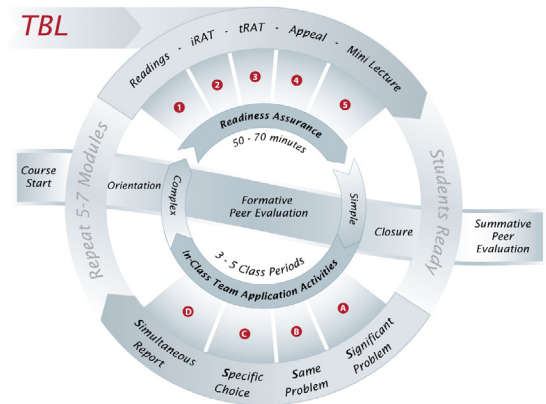 TBL
Readings - iRAT - tRAT - Appeal - Mini Lecture
1
2
3
4
5
Readiness Assurance
50 - 70 minutes
Repeat 5-7 Modules
Students Ready
Course
Start
Orientation
Complex
Formative
Peer Evaluation
Simple
Closure
Summative
Peer
Evaluation
3 - 5 Class Periods
In-Class Team Application Activities
D
C
B
A
Simultaneous
Report
Specific
Choice
Same
Problem
Significant
Problem